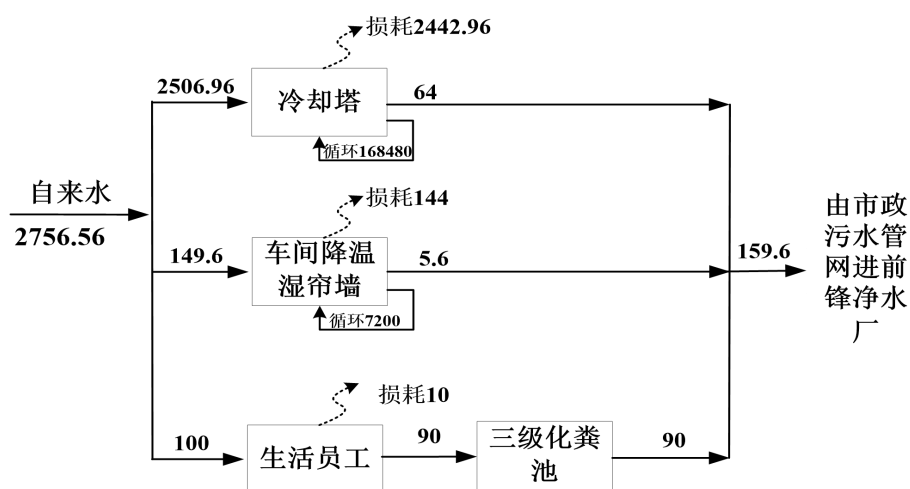 损耗2442.96
2506.96
冷却塔
64
循环168480
自来水
2756.56
损耗144
149.6
车间降温
湿帘墙
5.6
循环7200
159.6
由市政
污水管
网进前
锋净水
厂
损耗10
100
生活员工
90
三级化粪
池
90